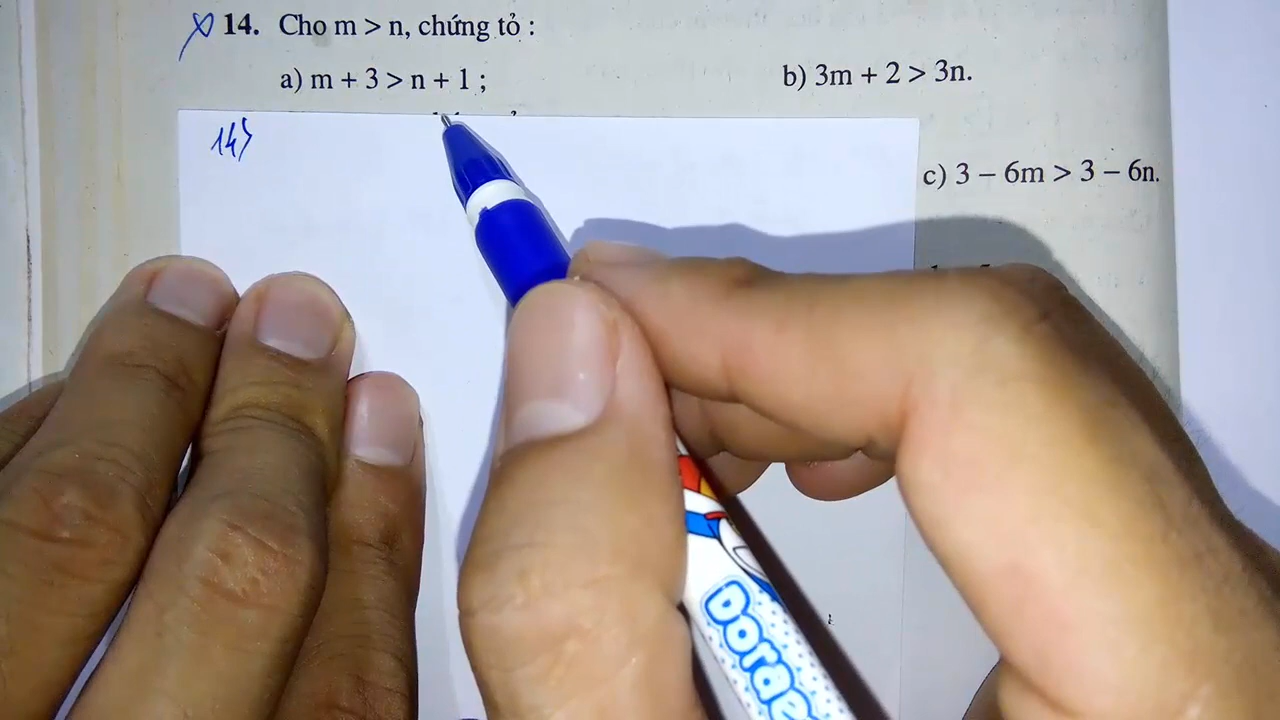 14. Cho m > n, chứng tỏ :
a) m + 3 > n + 1 ; b) 3m + 2 > 3n.
14)
c) 3 – 6m > 3 – 6n.